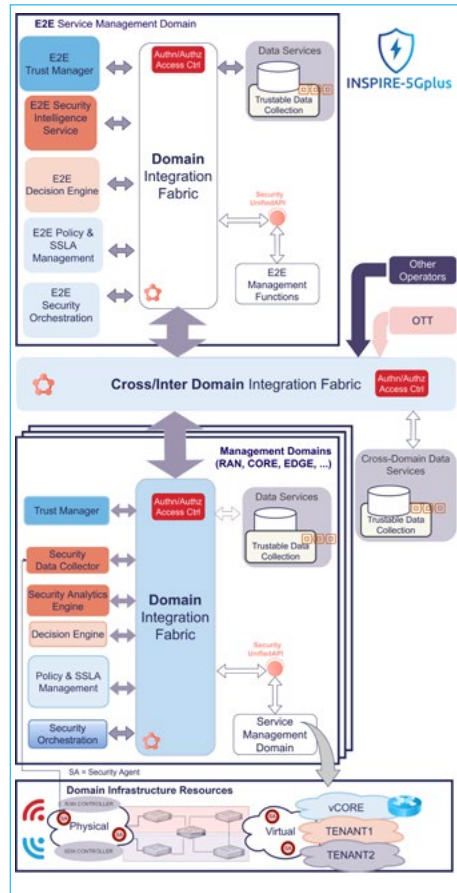 E2E Service Management Domain
E2E
Trust Manager
E2E Security
Intelligence
Service
E2E
Decision Engine
E2E Policy &
SSLA
Management
E2E
Security
Orchestration
Authn/Authz
Access Ctrl
Domain
Integration
Fabric
Data Services
Trustable Data
Collection
Security
UnifiedAPI
E2E
Management
Functions
INSPIRE-5Gplus
Other
Operators
OTT
Cross/Inter Domain Integration Fabric
Authn/Authz
Access Ctrl
Management Domains
(RAN, CORE, EDGE, ...)
Cross-Domain Data
Services
Trustable Data
Collection
Trust Manager
Security
Data Collector
Security Analytics
Engine
Decision Engine
Policy & SSLA
Management
Security
Orchestration
Authn/Authz
Access Ctrl
Domain
Integration
Fabric
Data Services
Trustable Data
Collection
Security
UnifiedAPI
Service
Management
Domain
SA = Security Agent
Domain Infrastructure Resources
RAN CONTROLLER
Physical
SDN CONTROLLER
Virtual
vCORE
TENANT1
TENANT2